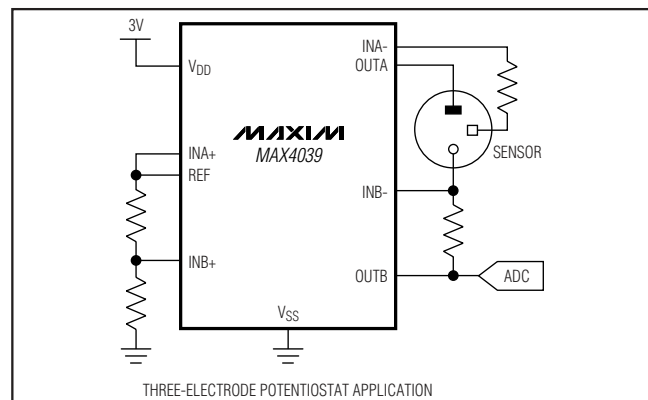 3V
VDD
INA-
OUTA
MAXIM
MAX4039
INA+
REF
SENSOR
INB-
INB+
OUTB
ADC
VSS
THREE-ELECTRODE POTENTIOSTAT APPLICATION